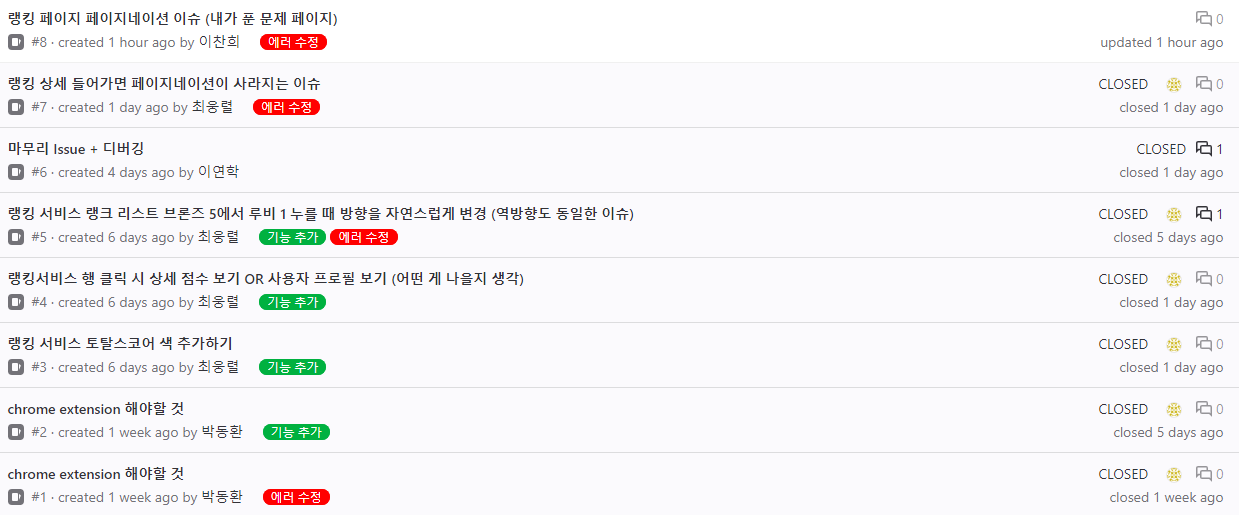 랭킹 페이지 페이지네이션 이슈 (내가 푼 문제 페이지) 0
#8 · created 1 hour ago by 이찬희 에러 수정 updated 1 hour ago
랭킹 상세 들어가면 페이지네이션이 사라지는 이슈 CLOSED 0
#7 · created 1 day ago by 최웅렬 에러 수정 closed 1 day ago
마무리 Issue + 디버깅 CLOSED 1
#6 · created 4 days ago by 이연학 closed 1 day ago
랭킹 서비스 랭크 리스트 브론즈 5에서 루비 1 누를 때 방향을 자연스럽게 변경 (역방향도 동일한 이슈) CLOSED 1
#5 · created 6 days ago by 최웅렬 기능 추가 에러 수정 closed 5 days ago
랭킹서비스 행 클릭 시 상세 점수 보기 OR 사용자 프로필 보기 (어떤 게 나을지 생각) CLOSED 0
#4 · created 6 days ago by 최웅렬 기능 추가 closed 1 day ago
랭킹 서비스 토탈스코어 색 추가하기 CLOSED 0
#3 · created 6 days ago by 최웅렬 기능 추가 closed 1 day ago
chrome extension 해야할 것 CLOSED 0
#2 · created 1 week ago by 박동환 기능 추가 closed 5 days ago
chrome extension 해야할 것 CLOSED 0
#1 · created 1 week ago by 박동환 에러 수정 closed 1 week ago